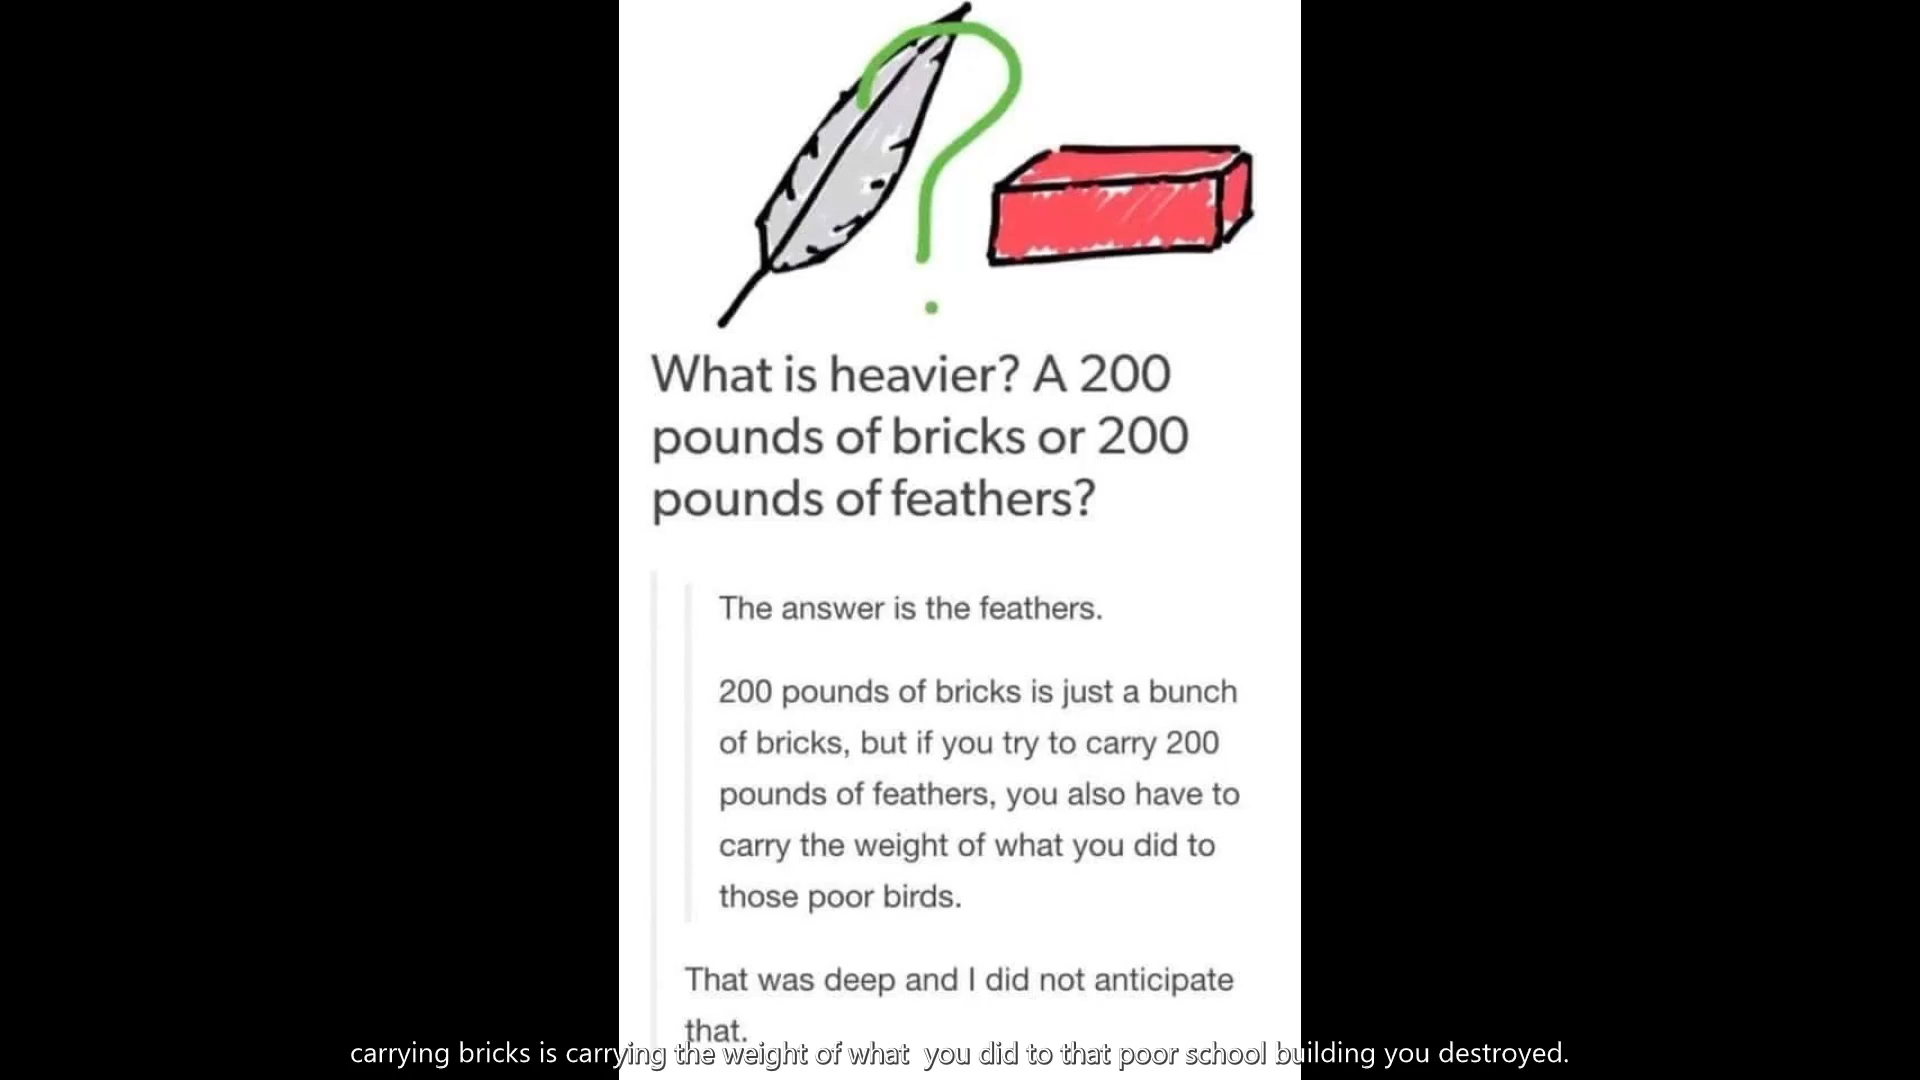 What is heavier? A 200
pounds of bricks or 200
pounds of feathers?
The answer is the feathers.
200 pounds of bricks is just a bunch
of bricks, but if you try to carry 200
pounds of feathers, you also have to
carry the weight of what you did to
those poor birds.
That was deep and I did not anticipate
that.
carrying bricks is carrying the weight of what  you did to that poor school building you destroyed.